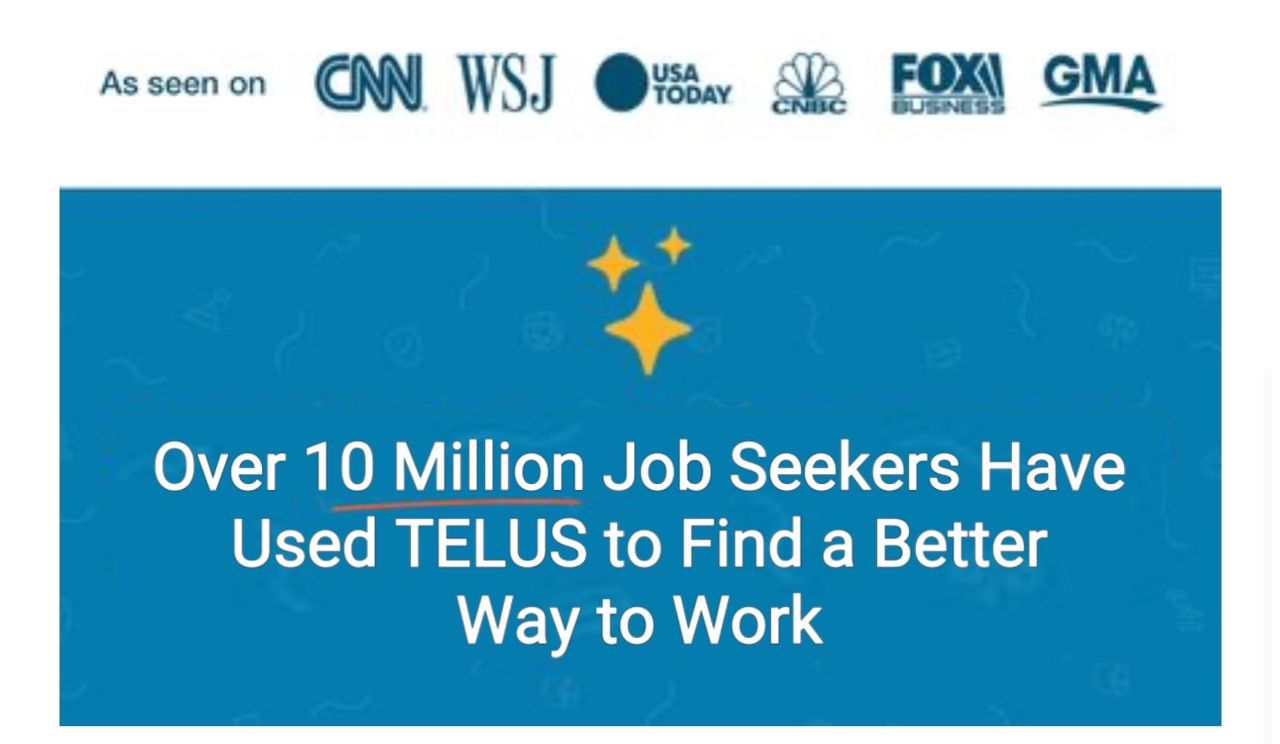 As seen on CNN WSJ USA TODAY CNBC FOX BUSINESS GMA
Over 10 Million Job Seekers Have
Used TELUS to Find a Better
Way to Work